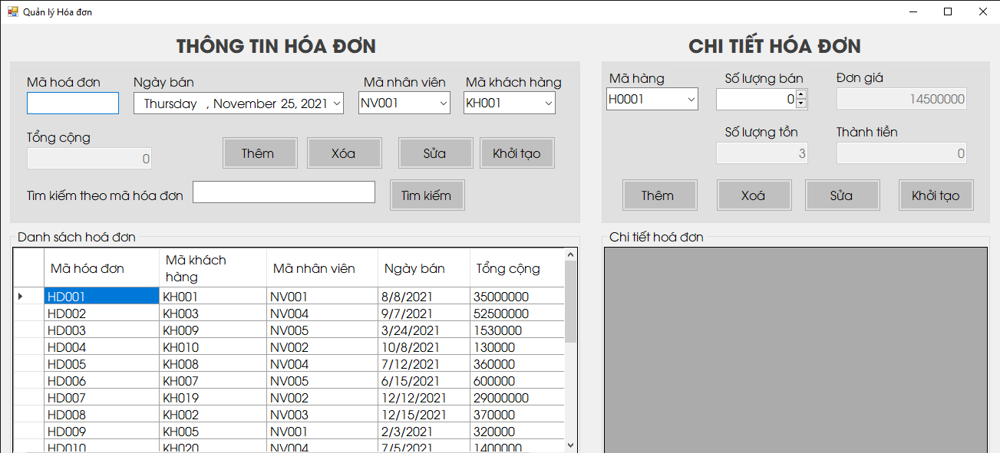 Quản lý Hóa đơn
THÔNG TIN HÓA ĐƠN
Mã hoá đơn Ngày bán Mã nhân viên Mã khách hàng
Thursday , November 25, 2021 NV001 KH001
Tổng cộng
0 Thêm Xóa Sửa Khởi tạo
Tìm kiếm theo mã hóa đơn Tìm kiếm
Danh sách hoá đơn
Mã hóa đơn Mã khách hàng Mã nhân viên Ngày bán Tổng cộng
HD001 KH001 NV001 8/8/2021 35000000
HD002 KH003 NV004 9/7/2021 52500000
HD003 KH009 NV005 3/24/2021 1530000
HD004 KH010 NV002 10/8/2021 130000
HD005 KH008 NV004 7/12/2021 360000
HD006 KH007 NV005 6/15/2021 600000
HD007 KH019 NV002 12/12/2021 29000000
HD008 KH002 NV003 12/15/2021 370000
HD009 KH005 NV001 2/3/2021 320000
HD010 KH020 NV004 7/5/2021 1400000
CHI TIẾT HÓA ĐƠN
Mã hàng Số lượng bán Đơn giá
H0001 0 14500000
Số lượng tồn Thành tiền
3 0
Thêm Xoá Sửa Khởi tạo
Chi tiết hoá đơn